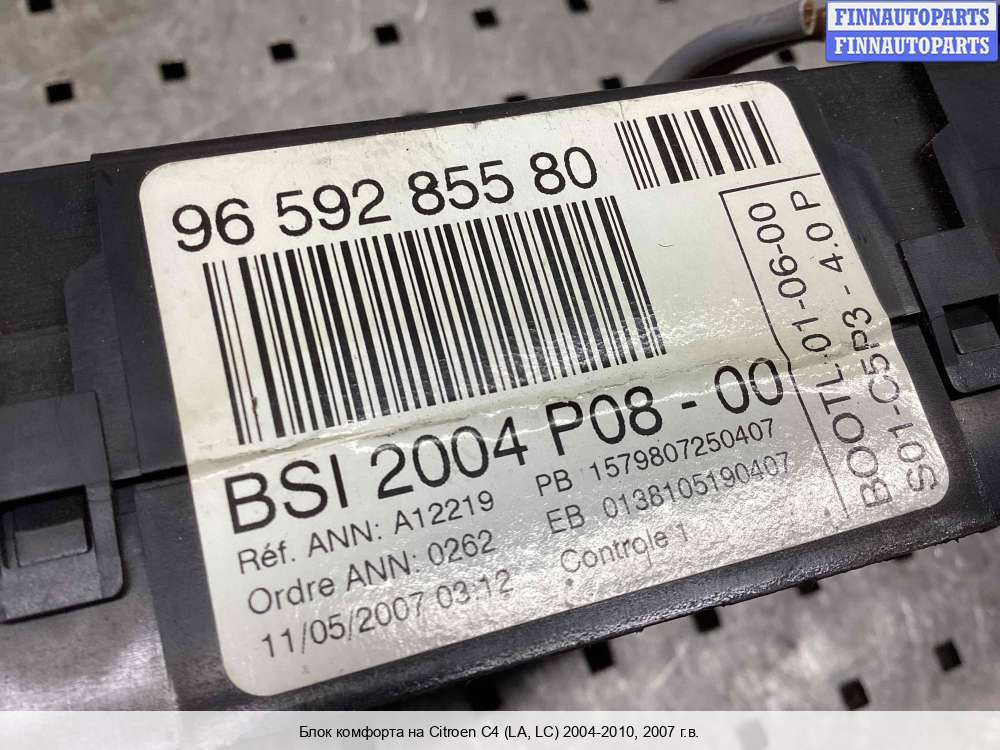 FINNAUTOPARTS
FINNAUTOPARTS
96 592 855 80
BSI 2004 P08 - 00
Réf. ANN: A12219
PB 1579807250407
Ordre ANN: 0262
EB 0138105190407
11/05/2007 03:12
Controle 1
BOOTL:01-06-00
S01-C5P3 - 4.0 P
Блок комфорта на Citroen C4 (LA, LC) 2004-2010, 2007 г.в.